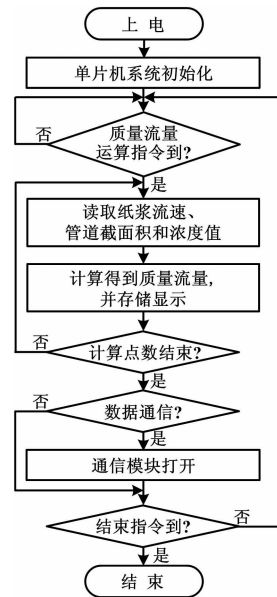 上 电
单片机系统初始化
否
质量流量
运算指令到?
是
读取纸浆流速、
管道截面积和浓度值
计算得到质量流量,
并存储显示
计算点数结束?
否
是
否
数据通信?
是
通信模块打开
结束指令到?
否
是
结 束